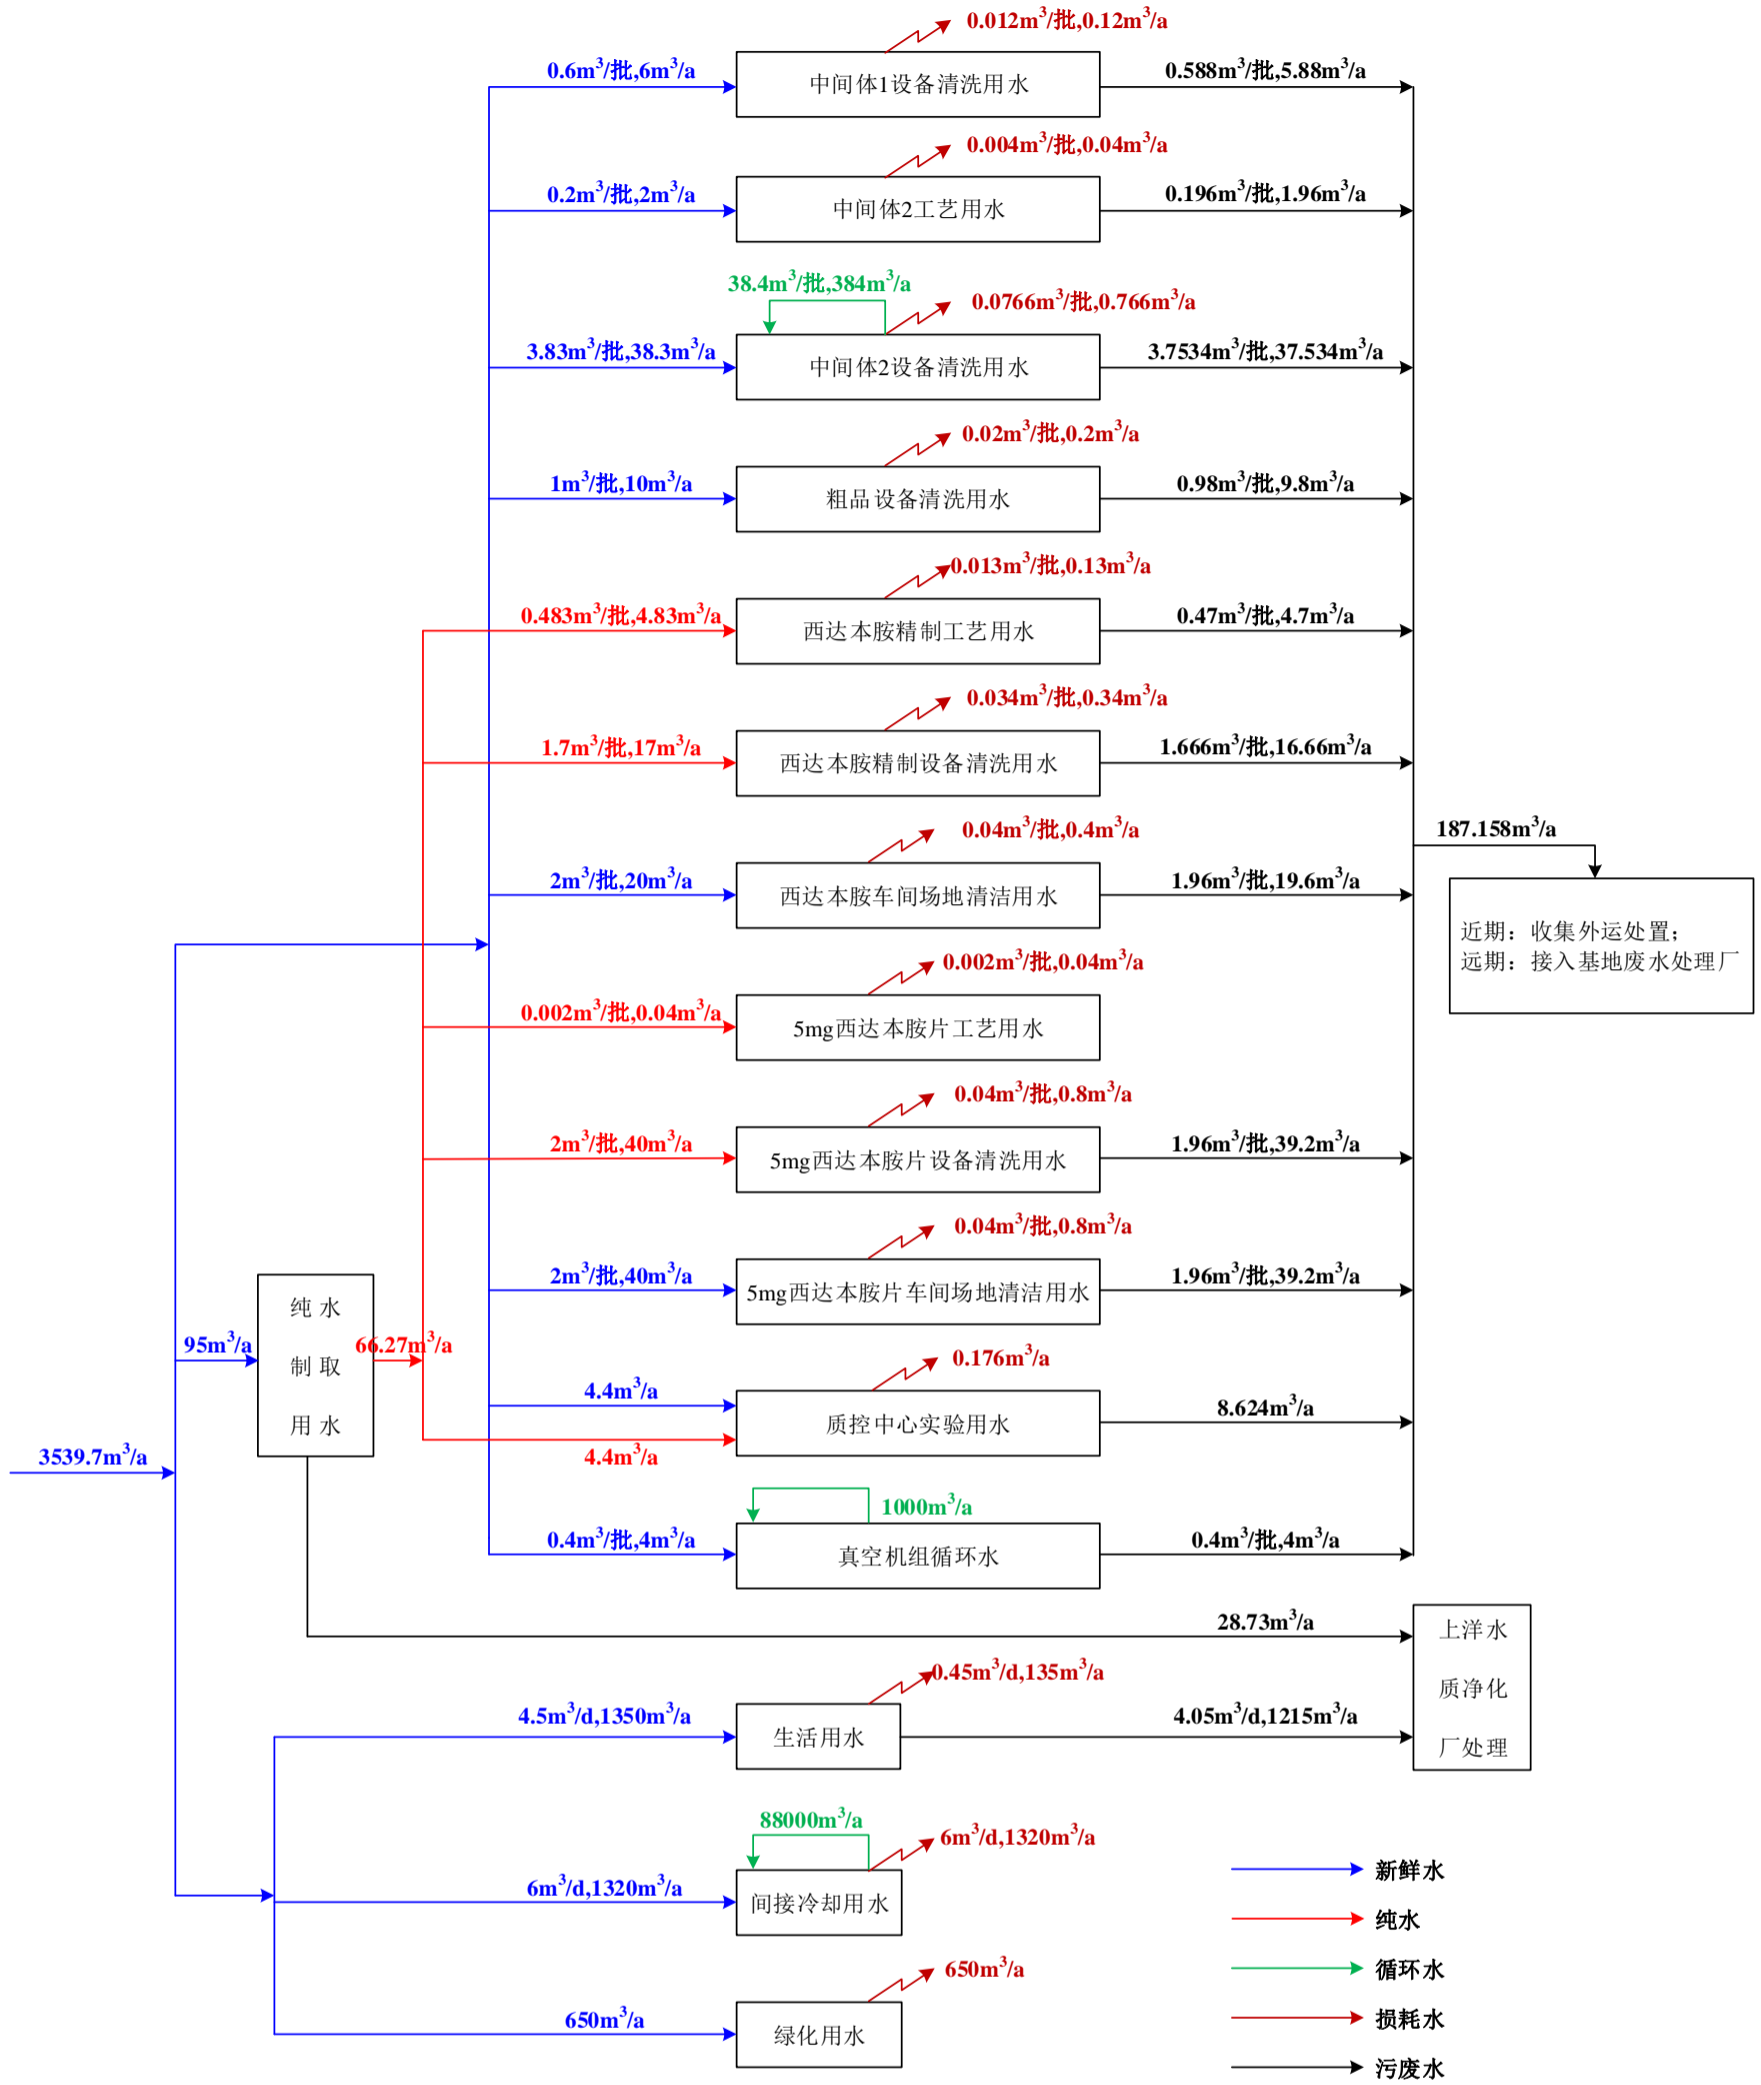 0.012m³/批,0.12m³/a
0.6m³/批,6m³/a
中间体1设备清洗用水
0.588m³/批,5.88m³/a
0.004m³/批,0.04m³/a
0.2m³/批,2m³/a
中间体2工艺用水
0.196m³/批,1.96m³/a
38.4m³/批,384m³/a
0.0766m³/批,0.766m³/a
3.83m³/批,38.3m³/a
中间体2设备清洗用水
3.7534m³/批,37.534m³/a
0.02m³/批,0.2m³/a
1m³/批,10m³/a
粗品设备清洗用水
0.98m³/批,9.8m³/a
0.013m³/批,0.13m³/a
0.483m³/批,4.83m³/a
西达本胺精制工艺用水
0.47m³/批,4.7m³/a
0.034m³/批,0.34m³/a
1.7m³/批,17m³/a
西达本胺精制设备清洗用水
1.666m³/批,16.66m³/a
0.04m³/批,0.4m³/a
2m³/批,20m³/a
西达本胺车间场地清洁用水
1.96m³/批,19.6m³/a
187.158m³/a
近期：收集外运处置；
远期：接入基地废水处理厂
0.002m³/批,0.04m³/a
0.002m³/批,0.04m³/a
5mg西达本胺片工艺用水
0.04m³/批,0.8m³/a
2m³/批,40m³/a
5mg西达本胺片设备清洗用水
1.96m³/批,39.2m³/a
0.04m³/批,0.8m³/a
2m³/批,40m³/a
5mg西达本胺片车间场地清洁用水
1.96m³/批,39.2m³/a
95m³/a
纯水
制取
用水
66.27m³/a
0.176m³/a
4.4m³/a
质控中心实验用水
8.624m³/a
4.4m³/a
3539.7m³/a
1000m³/a
0.4m³/批,4m³/a
真空机组循环水
0.4m³/批,4m³/a
28.73m³/a
上洋水
质净化
厂处理
0.45m³/d,135m³/a
4.5m³/d,1350m³/a
生活用水
4.05m³/d,1215m³/a
88000m³/a
6m³/d,1320m³/a
6m³/d,1320m³/a
间接冷却用水
650m³/a
650m³/a
绿化用水
新鲜水
纯水
循环水
损耗水
污废水